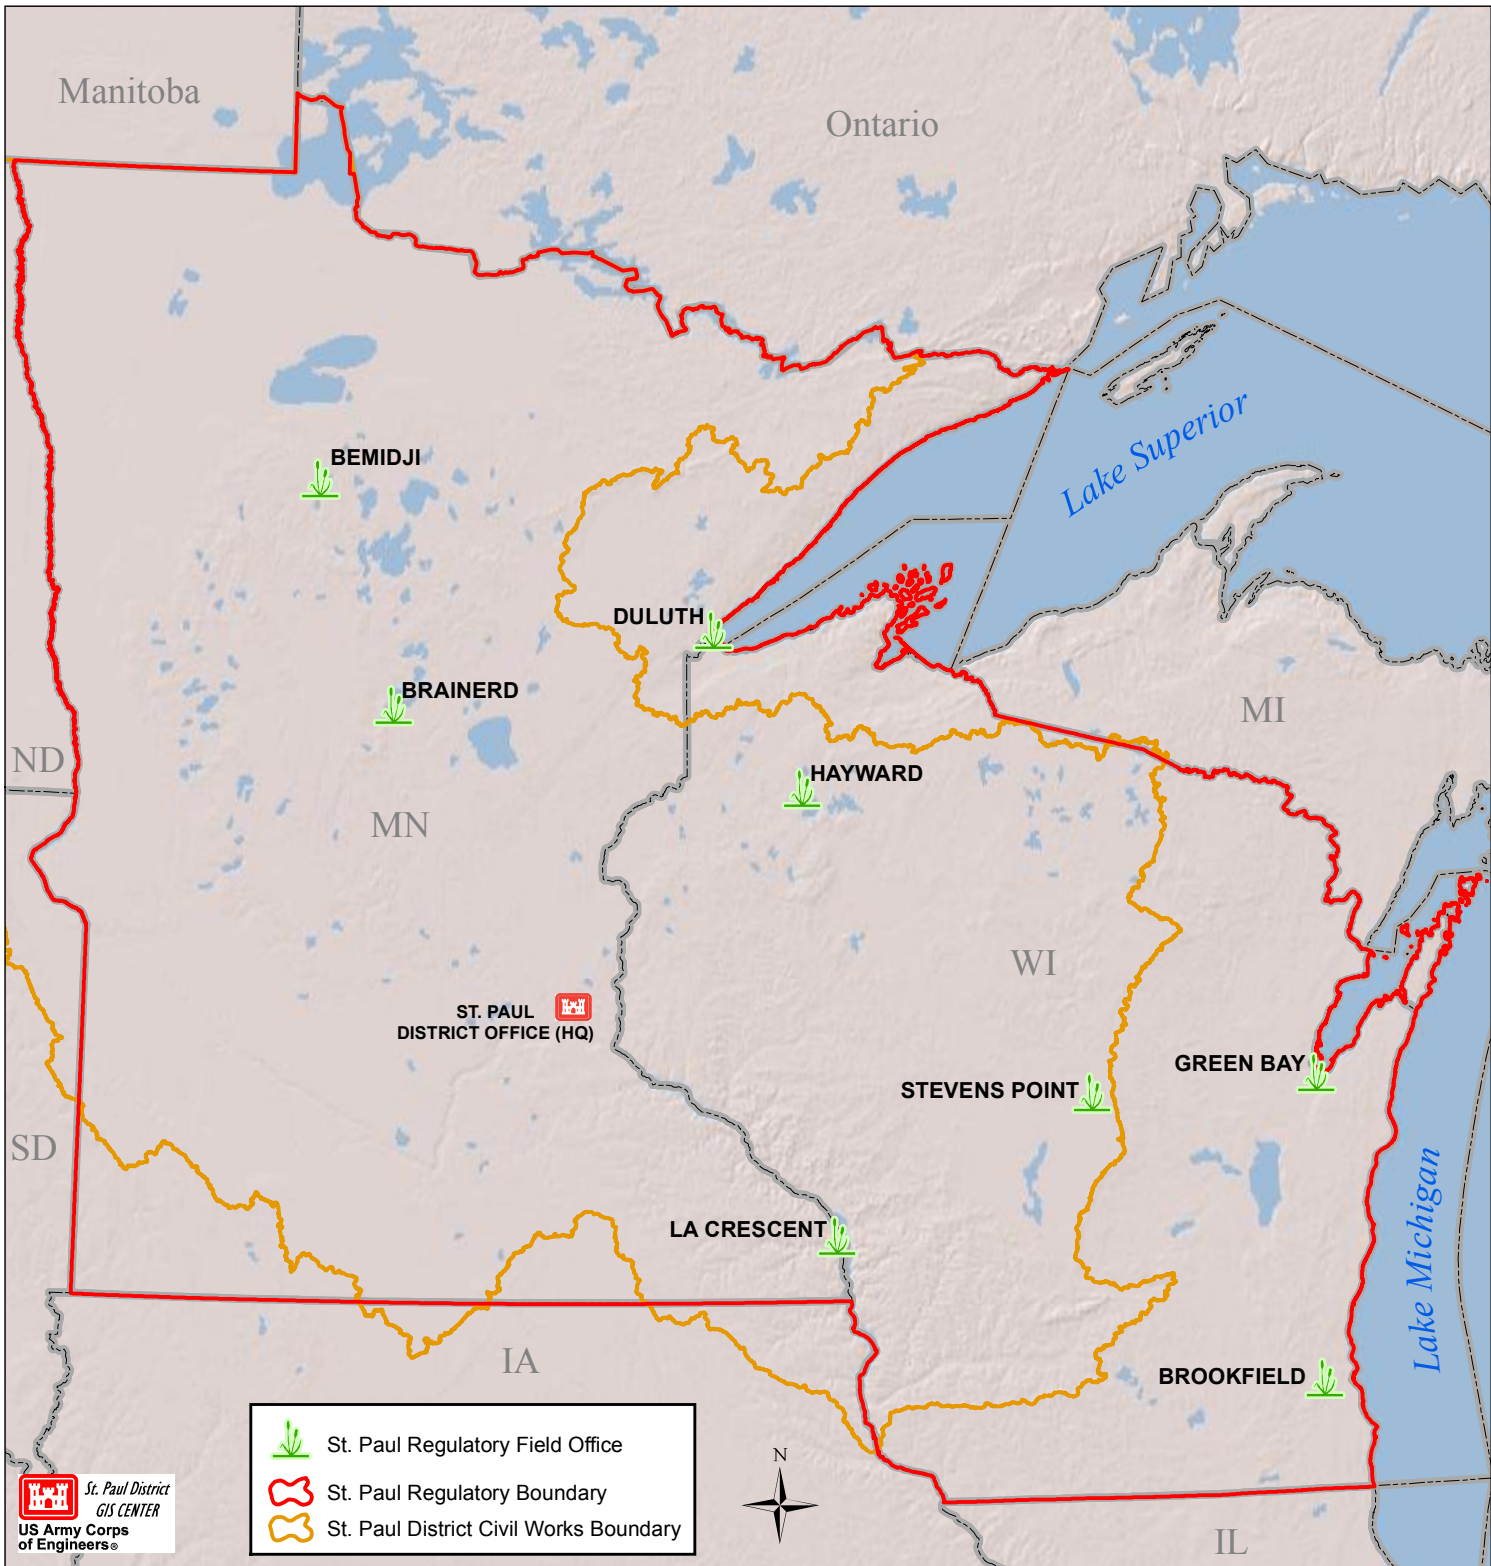 Manitoba
Ontario
Lake Superior
BEMIDJI
DULUTH
BRAINERD
MI
ND
HAYWARD
MN
WI
ST. PAUL
DISTRICT OFFICE (HQ)
GREEN BAY
STEVENS POINT
SD
Lake Michigan
LA CRESCENT
IA
BROOKFIELD
St. Paul Regulatory Field Office
St. Paul Regulatory Boundary
St. Paul District Civil Works Boundary
N
St. Paul District
GIS CENTER
US Army Corps
of Engineers®
IL